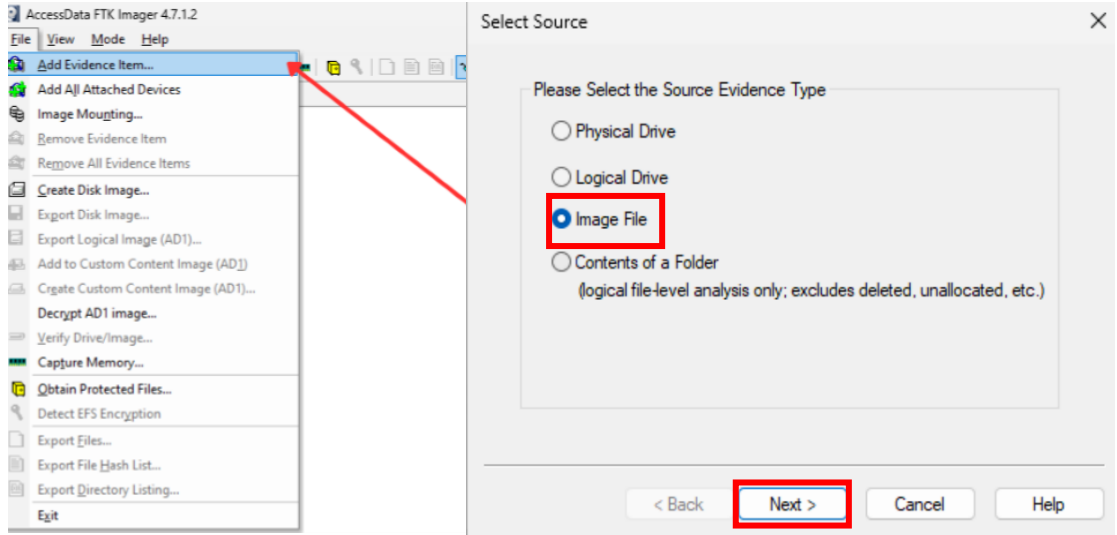 AccessData FTK Imager 4.7.1.2
File View Mode Help
Add Evidence Item...
Add All Attached Devices
Image Mounting...
Remove Evidence Item
Remove All Evidence Items
Create Disk Image...
Export Disk Image...
Export Logical Image (AD1)...
Add to Custom Content Image (AD1)
Create Custom Content Image (AD1)...
Decrypt AD1 image...
Verify Drive/Image...
Capture Memory...
Obtain Protected Files...
Detect EFS Encryption
Export Files...
Export File Hash List...
Export Directory Listing...
Exit
Select Source
Please Select the Source Evidence Type
Physical Drive
Logical Drive
Image File
Contents of a Folder
(logical file-level analysis only; excludes deleted, unallocated, etc.)
< Back Next > Cancel Help